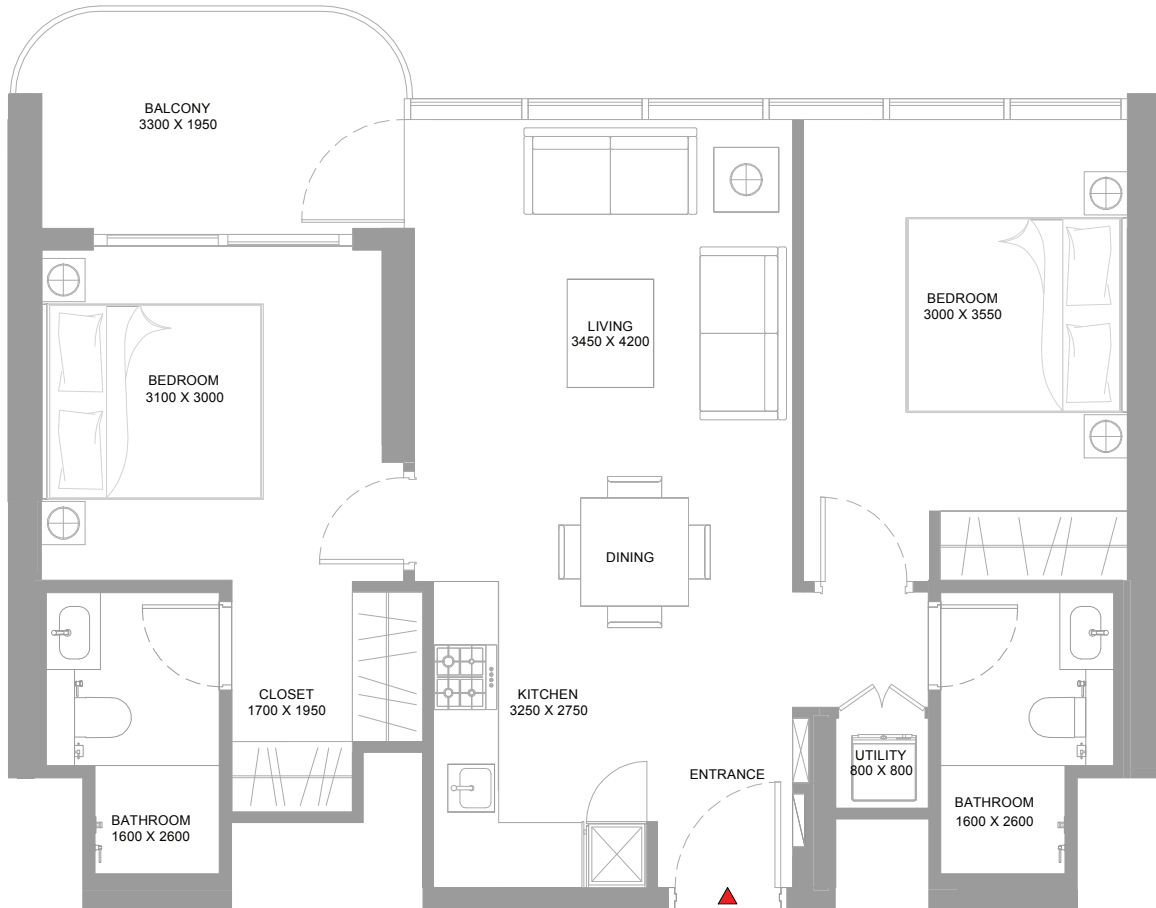 BALCONY
3300 X 1950
LIVING
3450 X 4200
BEDROOM
3000 X 3550
BEDROOM
3100 X 3000
DINING
CLOSET
1700 X 1950
KITCHEN
3250 X 2750
ENTRANCE
UTILITY
800 X 800
BATHROOM
1600 X 2600
BATHROOM
1600 X 2600